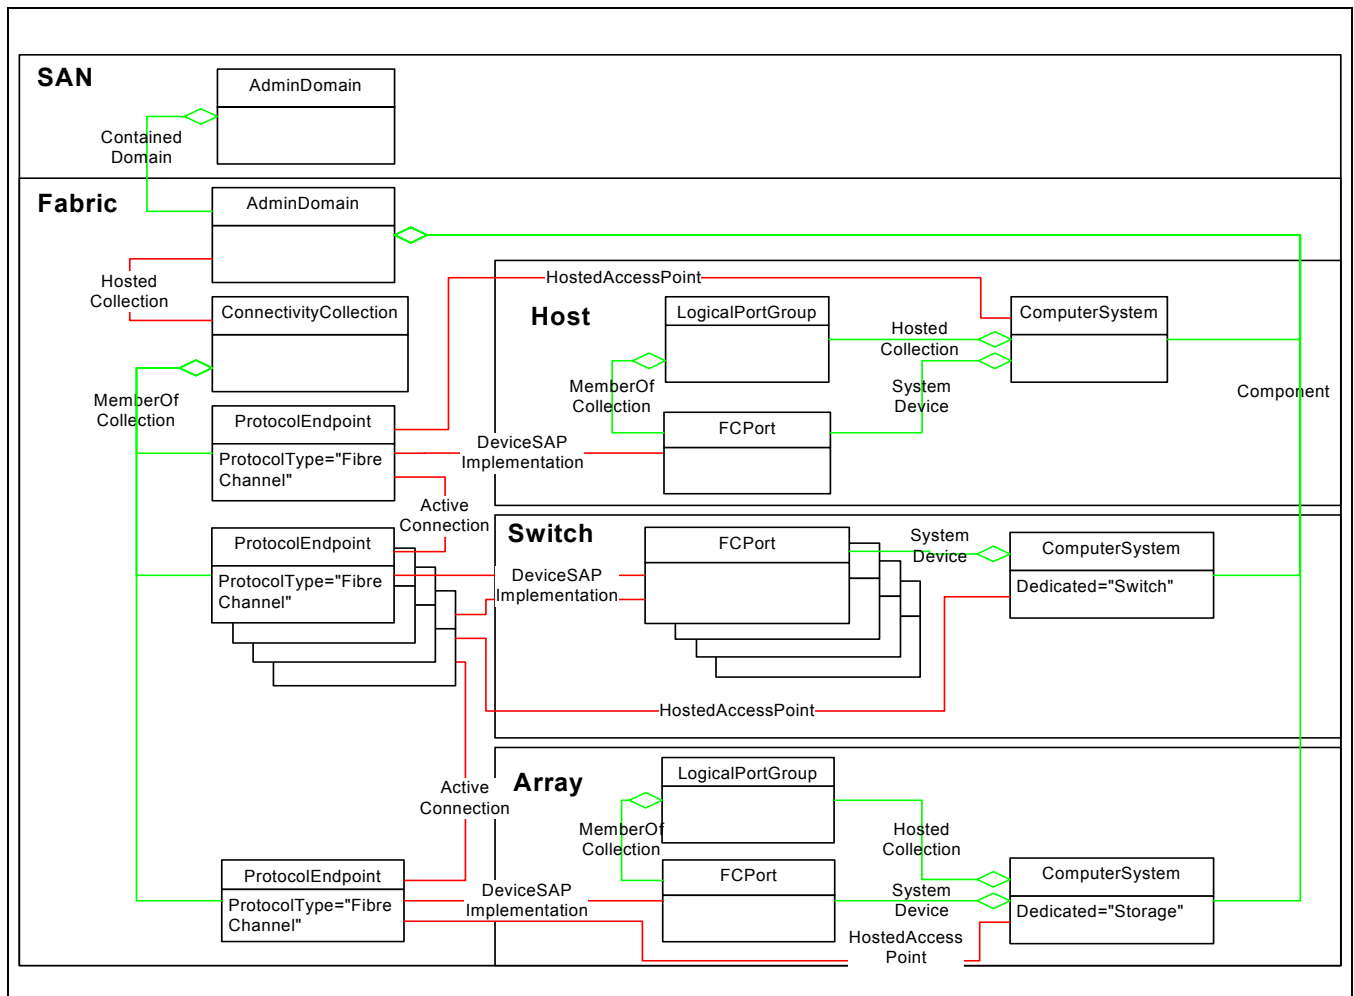 SAN
AdminDomain
Contained
Domain
Fabric
AdminDomain
Hosted
Collection
ConnectivityCollection
MemberOf
Collection
ProtocolEndpoint
ProtocolType="Fibre
Channel"
HostedAccessPoint
Host
LogicalPortGroup
ComputerSystem
Hosted
Collection
MemberOf
Collection
System
Device
Component
FCPort
DeviceSAP
Implementation
Active
Connection
ProtocolEndpoint
ProtocolType="Fibre
Channel"
Switch
FCPort
System
Device
ComputerSystem
Dedicated="Switch"
DeviceSAP
Implementation
HostedAccessPoint
Active
Connection
Array
LogicalPortGroup
MemberOf
Collection
Hosted
Collection
ComputerSystem
Dedicated="Storage"
ProtocolEndpoint
ProtocolType="Fibre
Channel"
DeviceSAP
Implementation
FCPort
System
Device
HostedAccess
Point